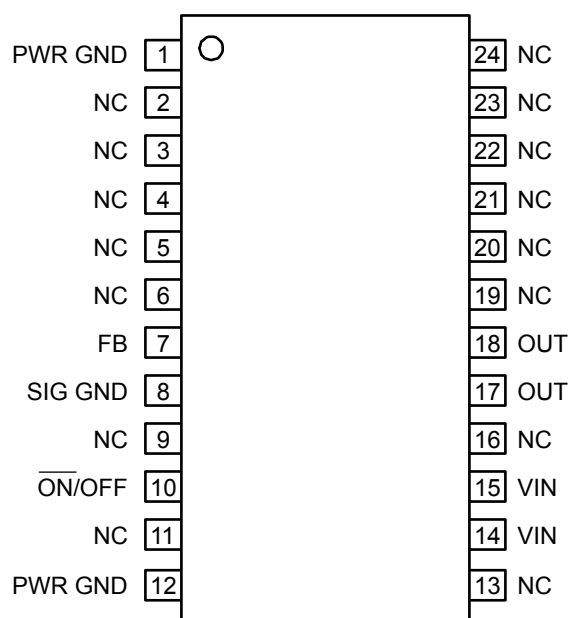 PWR GND 1 24 NC
NC 2 23 NC
NC 3 22 NC
NC 4 21 NC
NC 5 20 NC
NC 6 19 NC
FB 7 18 OUT
SIG GND 8 17 OUT
NC 9 16 NC
O̅N̅/OFF 10 15 VIN
NC 11 14 VIN
PWR GND 12 13 NC